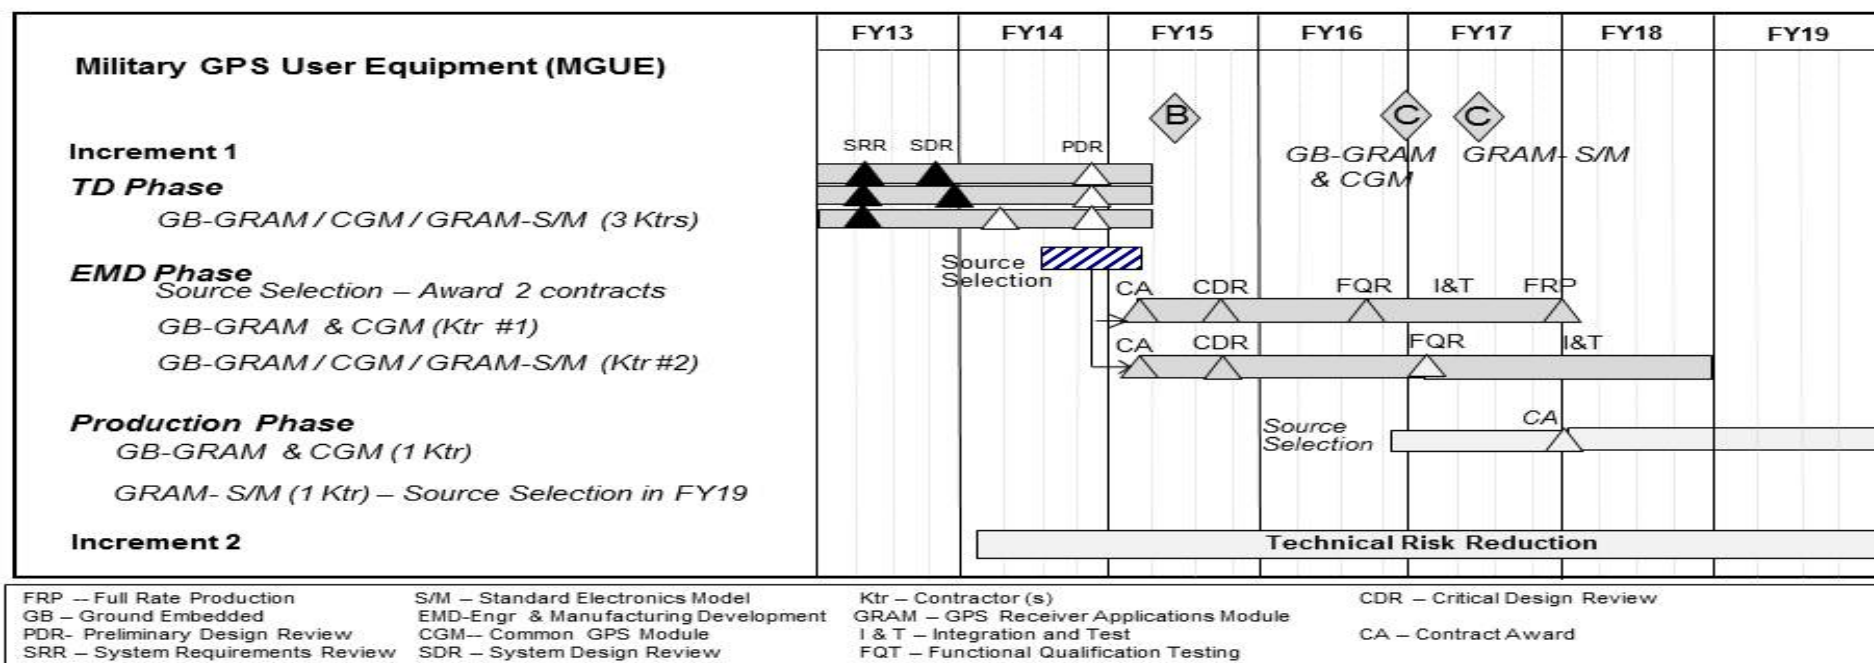 FY13 FY14 FY15 FY16 FY17 FY18 FY19
Military GPS User Equipment (MGUE)
B C C
Increment 1
SRR SDR PDR
GB-GRAM & CGM
GRAM- S/M
TD Phase
GB-GRAM / CGM / GRAM-S/M (3 Ktrs)
EMD Phase
Source Selection
Source Selection – Award 2 contracts
CA CDR FQR I&T FRP
GB-GRAM & CGM (Ktr #1)
CA CDR FQR I&T
GB-GRAM / CGM / GRAM-S/M (Ktr #2)
Production Phase
Source Selection
CA
GB-GRAM & CGM (1 Ktr)
GRAM- S/M (1 Ktr) – Source Selection in FY19
Increment 2
Technical Risk Reduction
FRP -- Full Rate Production S/M – Standard Electronics Model Ktr – Contractor (s) CDR – Critical Design Review
GB – Ground Embedded EMD-Engr & Manufacturing Development GRAM – GPS Receiver Applications Module
PDR- Preliminary Design Review CGM-- Common GPS Module I & T – Integration and Test CA – Contract Award
SRR – System Requirements Review SDR – System Design Review FQT – Functional Qualification Testing